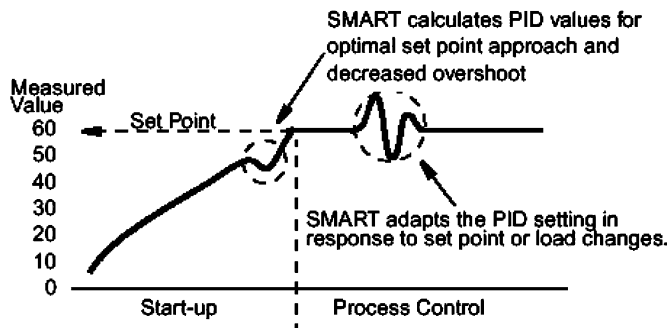 SMART calculates PID values for
optimal set point approach and
decreased overshoot
Measured
Value
60
Set Point
50
40
30
20
10
0
SMART adapts the PID setting in
response to set point or load changes.
Start-up
Process Control